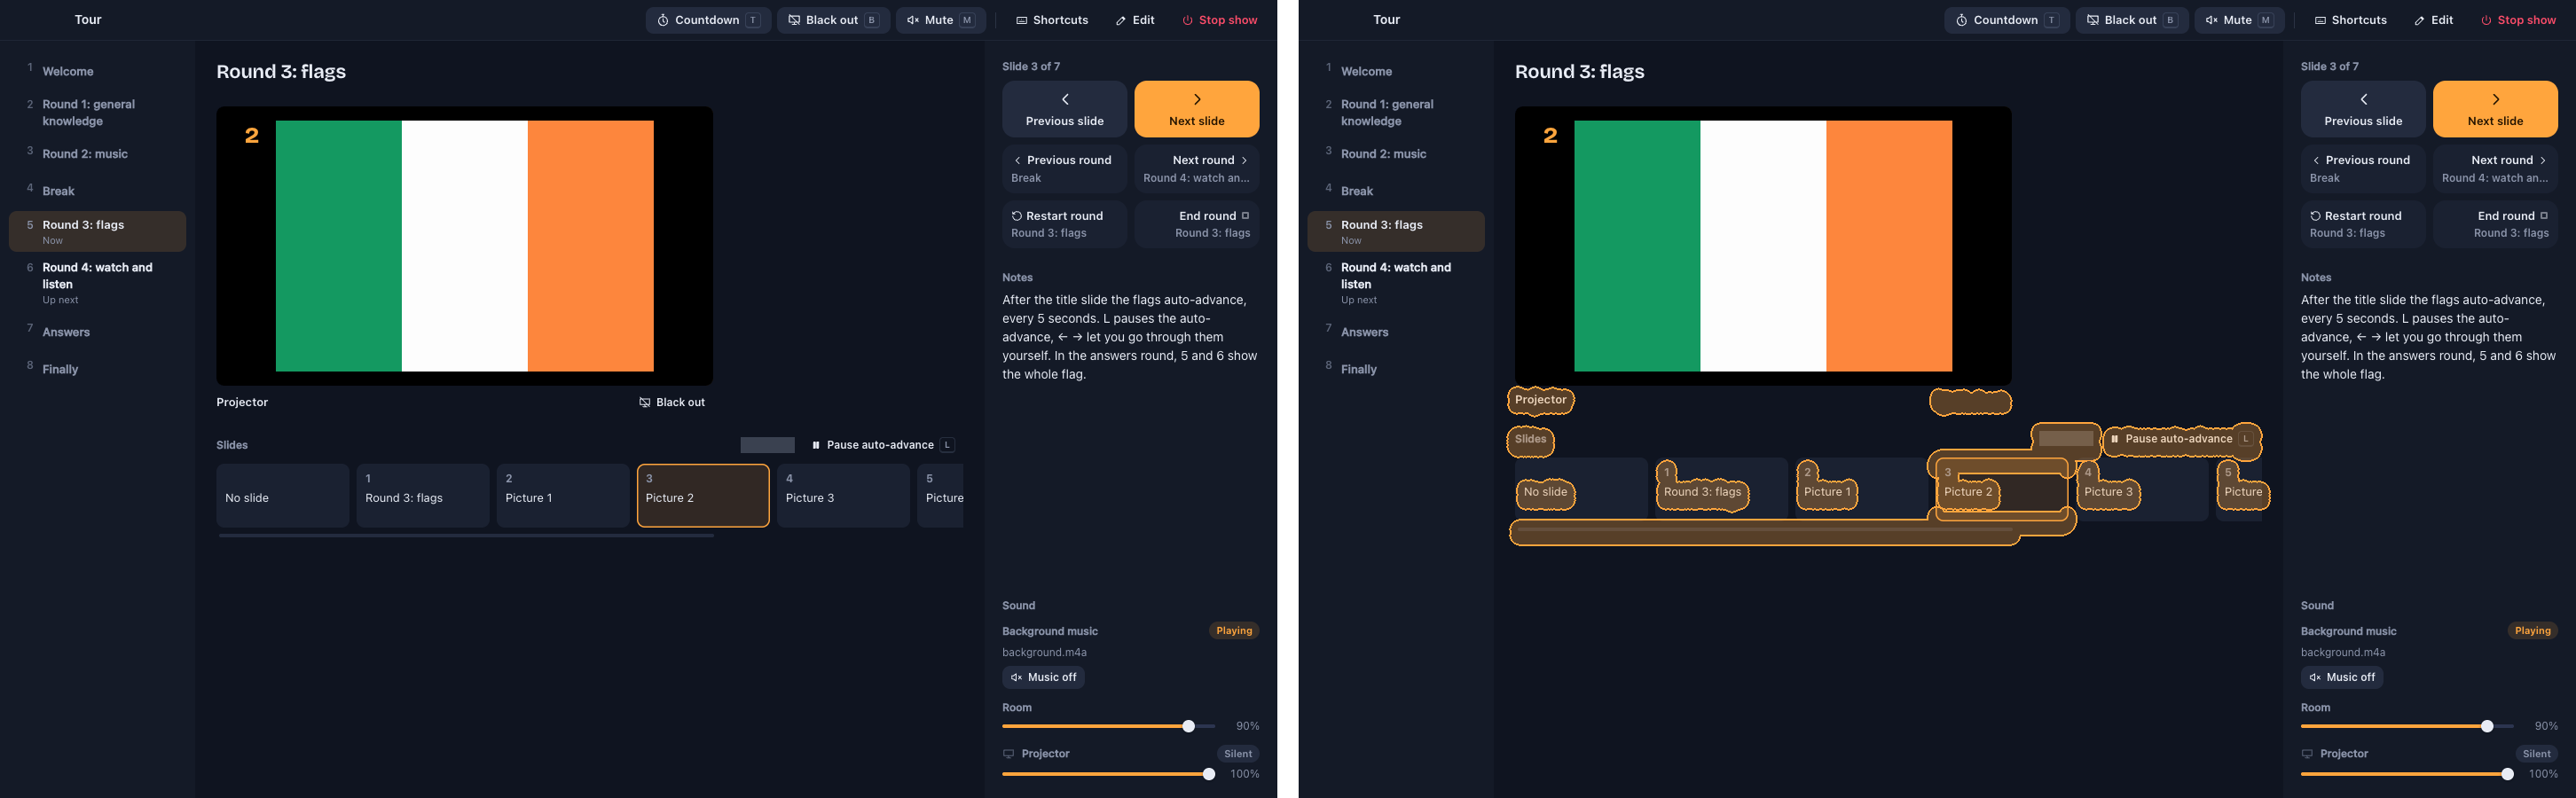 Tour
Countdown T
Black out B
Mute M
Shortcuts
Edit
Stop show
1 Welcome
2 Round 1: general
knowledge
3 Round 2: music
4 Break
5 Round 3: flags
Now
6 Round 4: watch and
listen
Up next
7 Answers
8 Finally
Round 3: flags
2
Projector
Black out
Slides
Pause auto-advance L
No slide
1
Round 3: flags
2
Picture 1
3
Picture 2
4
Picture 3
5
Picture
Slide 3 of 7
Previous slide
Next slide
Previous round
Break
Next round
Round 4: watch an...
Restart round
Round 3: flags
End round
Round 3: flags
Notes
After the title slide the flags auto-advance,
every 5 seconds. L pauses the auto-
advance, ← → let you go through them
yourself. In the answers round, 5 and 6 show
the whole flag.
Sound
Background music
Playing
background.m4a
Music off
Room
90%
Projector
Silent
100%
Tour
Countdown T
Black out B
Mute M
Shortcuts
Edit
Stop show
1 Welcome
2 Round 1: general
knowledge
3 Round 2: music
4 Break
5 Round 3: flags
Now
6 Round 4: watch and
listen
Up next
7 Answers
8 Finally
Round 3: flags
2
Projector
Slides
Pause auto-advance L
No slide
1
Round 3: flags
2
Picture 1
3
Picture 2
4
Picture 3
5
Picture
Slide 3 of 7
Previous slide
Next slide
Previous round
Break
Next round
Round 4: watch an...
Restart round
Round 3: flags
End round
Round 3: flags
Notes
After the title slide the flags auto-advance,
every 5 seconds. L pauses the auto-
advance, ← → let you go through them
yourself. In the answers round, 5 and 6 show
the whole flag.
Sound
Background music
Playing
background.m4a
Music off
Room
90%
Projector
Silent
100%